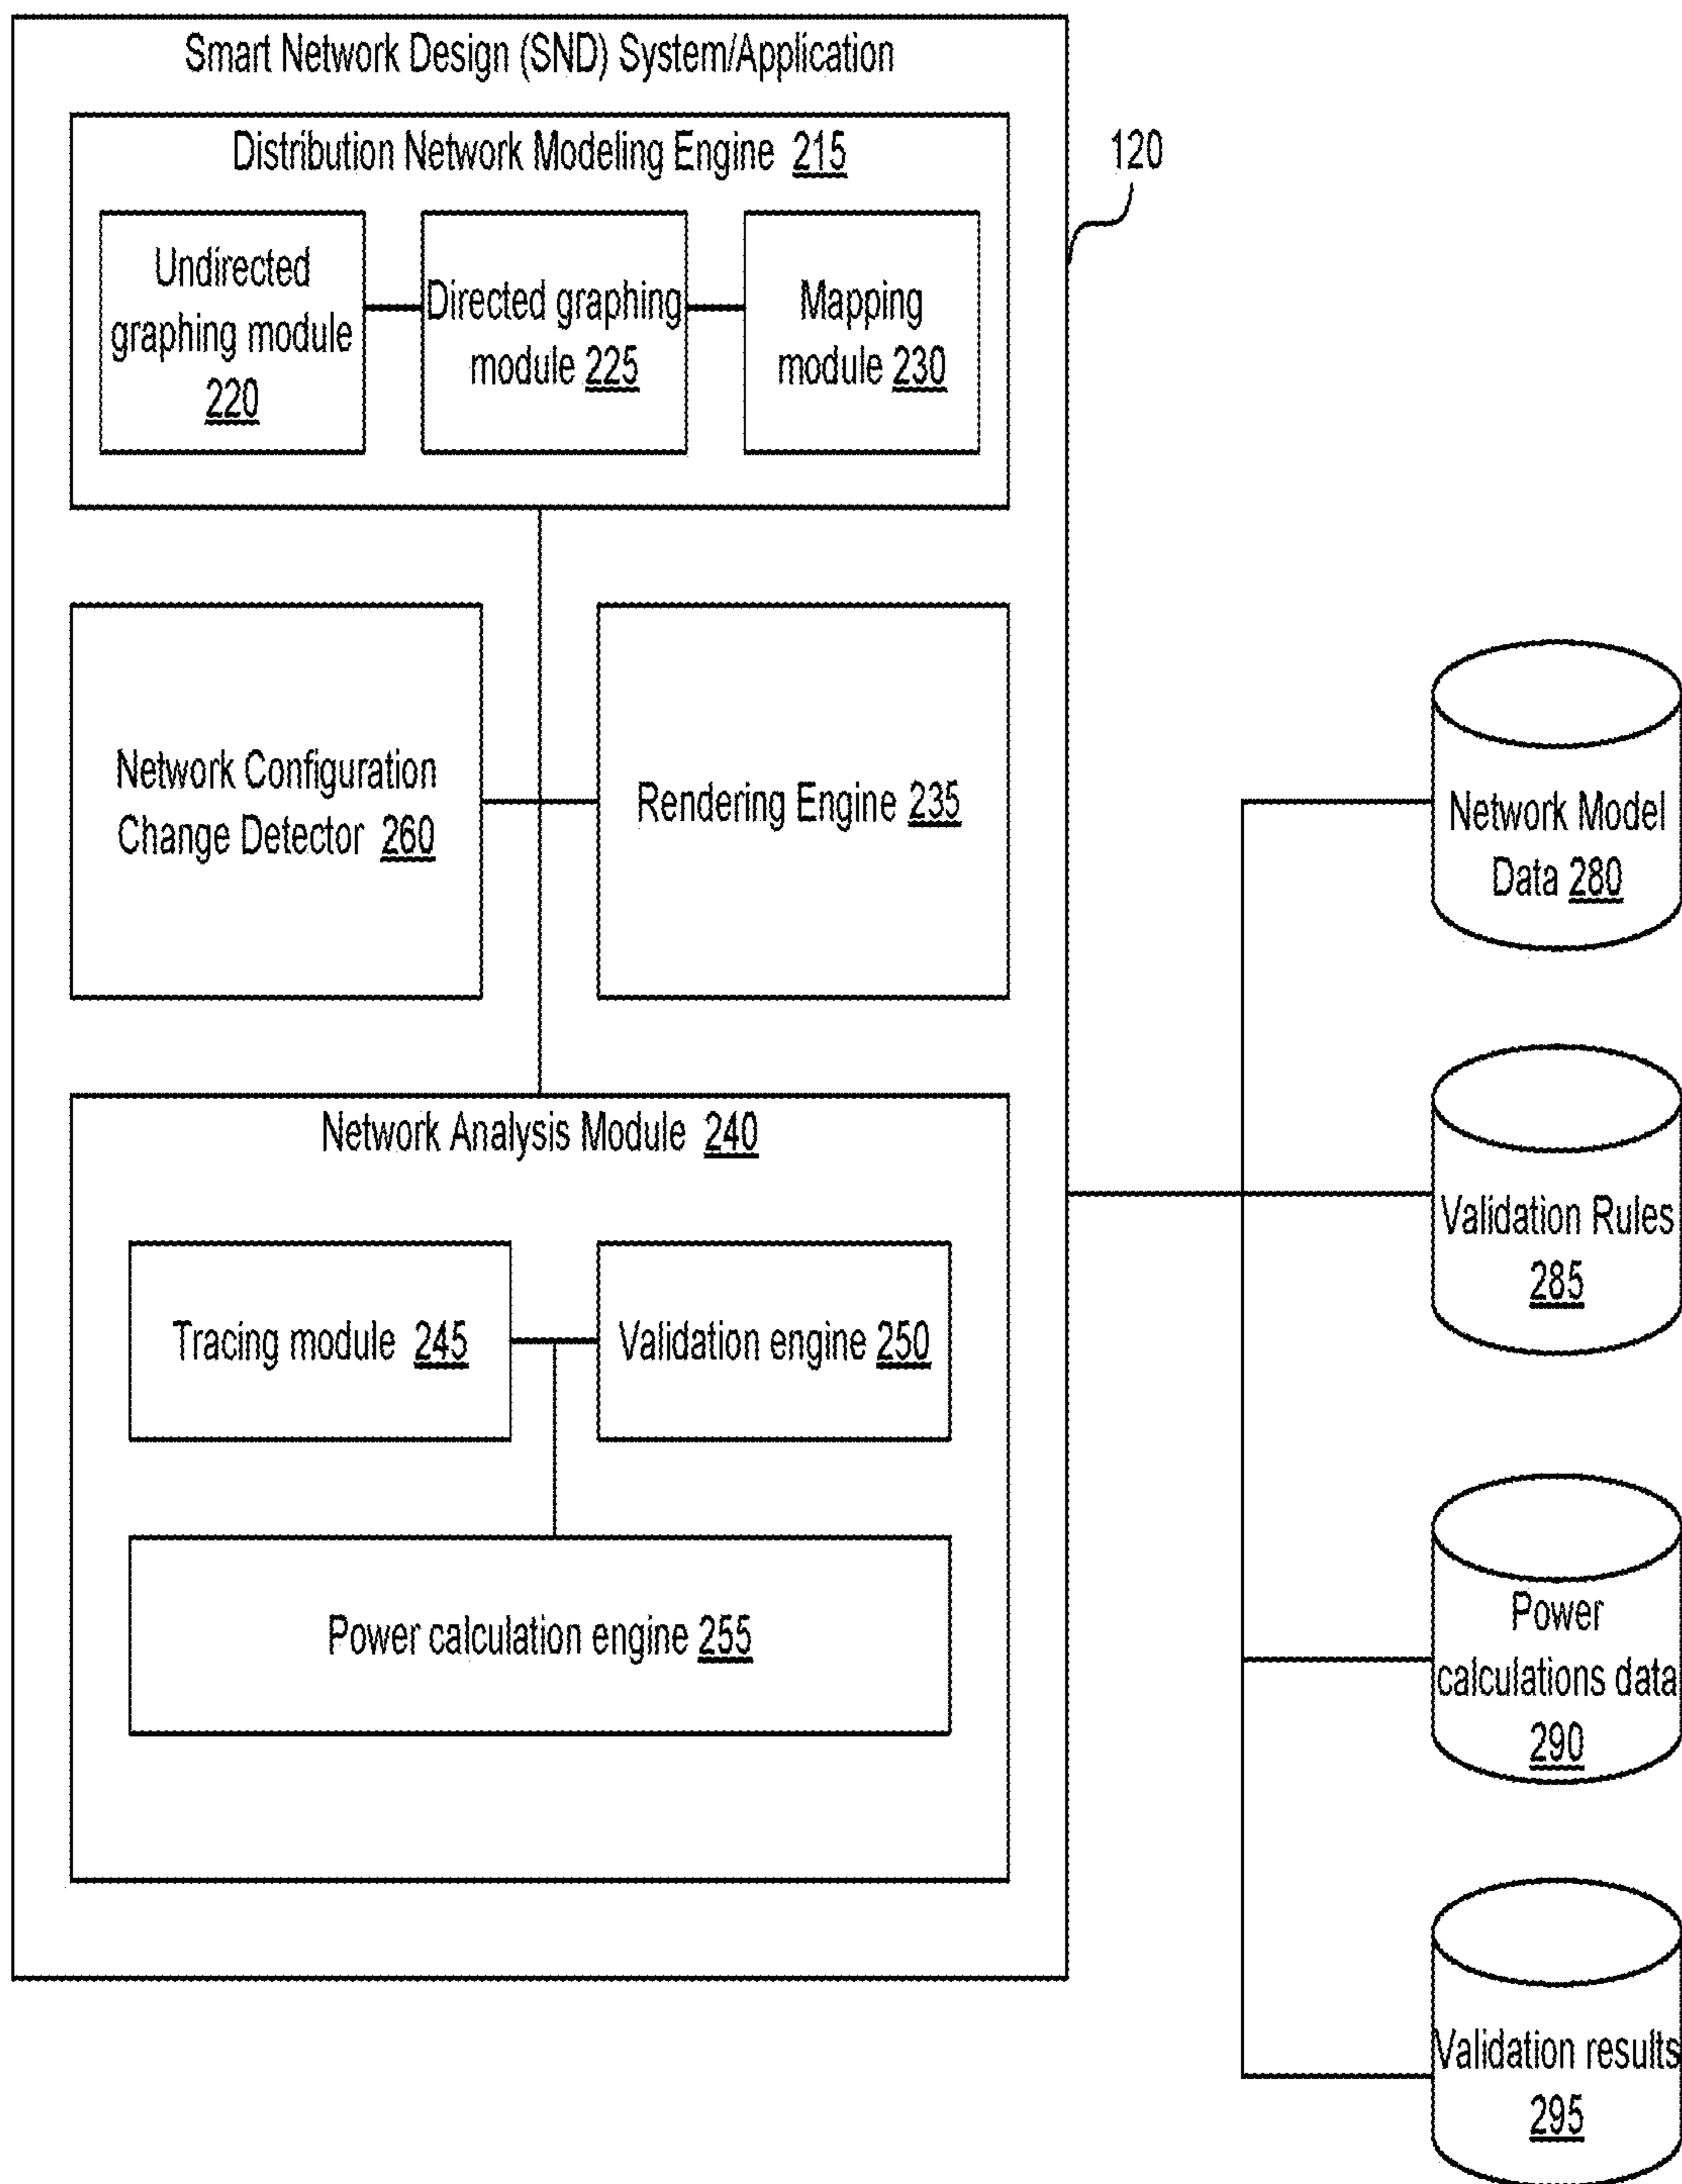 Smart Network Design (SND) System/Application
Distribution Network Modeling Engine 215
120
Undirected
graphing module
220
Directed graphing
module 225
Mapping
module 230
Network Configuration
Change Detector 260
Rendering Engine 235
Network Model
Data 280
Network Analysis Module 240
Validation Rules
285
Tracing module 245
Validation engine 250
Power
calculations data
290
Power calculation engine 255
Validation results
295